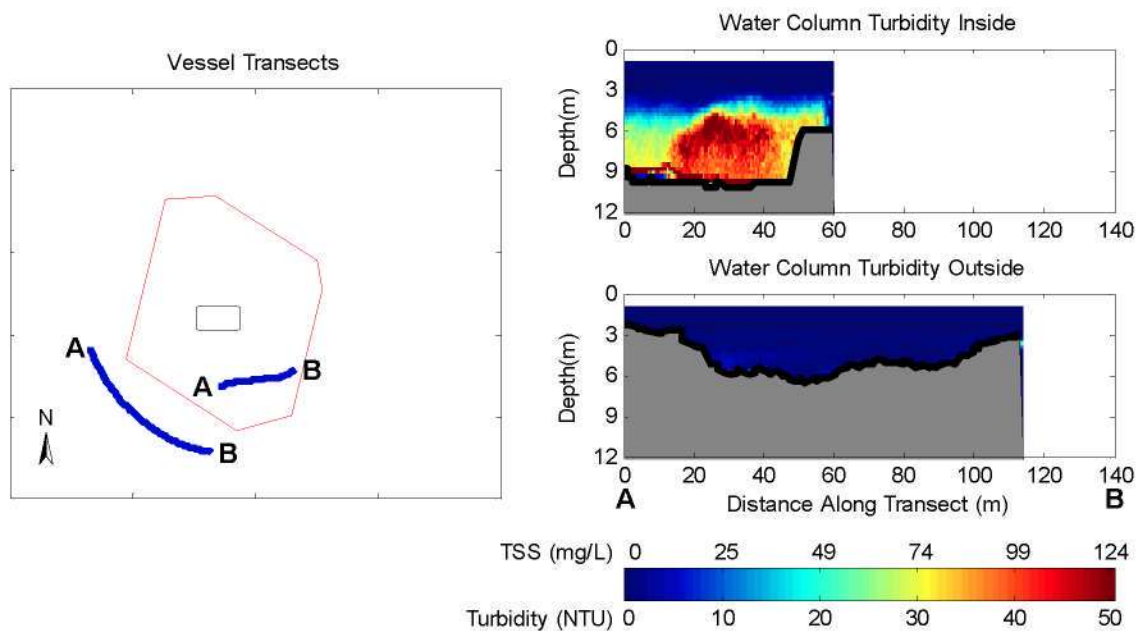 Vessel Transects
A
B
A
B
N
Water Column Turbidity Inside
0
3
6
9
12
Depth(m)
0 20 40 60 80 100 120 140
Water Column Turbidity Outside
0
3
6
9
12
Depth(m)
0 20 40 60 80 100 120 140
A Distance Along Transect (m) B
TSS (mg/L) 0 25 49 74 99 124
Turbidity (NTU) 0 10 20 30 40 50